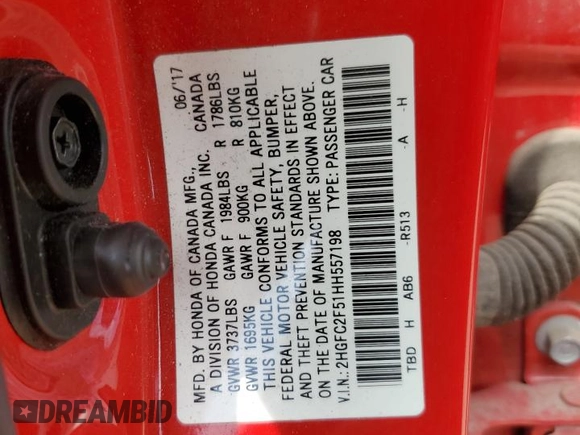 MFD. BY HONDA OF CANADA MFG., 06/'17
A DIVISION OF HONDA CANADA INC. CANADA
GVWR 3737LBS GAWR F 1984LBS R 1786LBS
GVWR 1695KG GAWR F 900KG R 810KG
THIS VEHICLE CONFORMS TO ALL APPLICABLE
FEDERAL MOTOR VEHICLE SAFETY, BUMPER,
AND THEFT PREVENTION STANDARDS IN EFFECT
ON THE DATE OF MANUFACTURE SHOWN ABOVE.
V.I.N.: 2HGFC2F51HH557198 TYPE: PASSENGER CAR
TBD H AB6 -R513 -A -H
DREAMBID